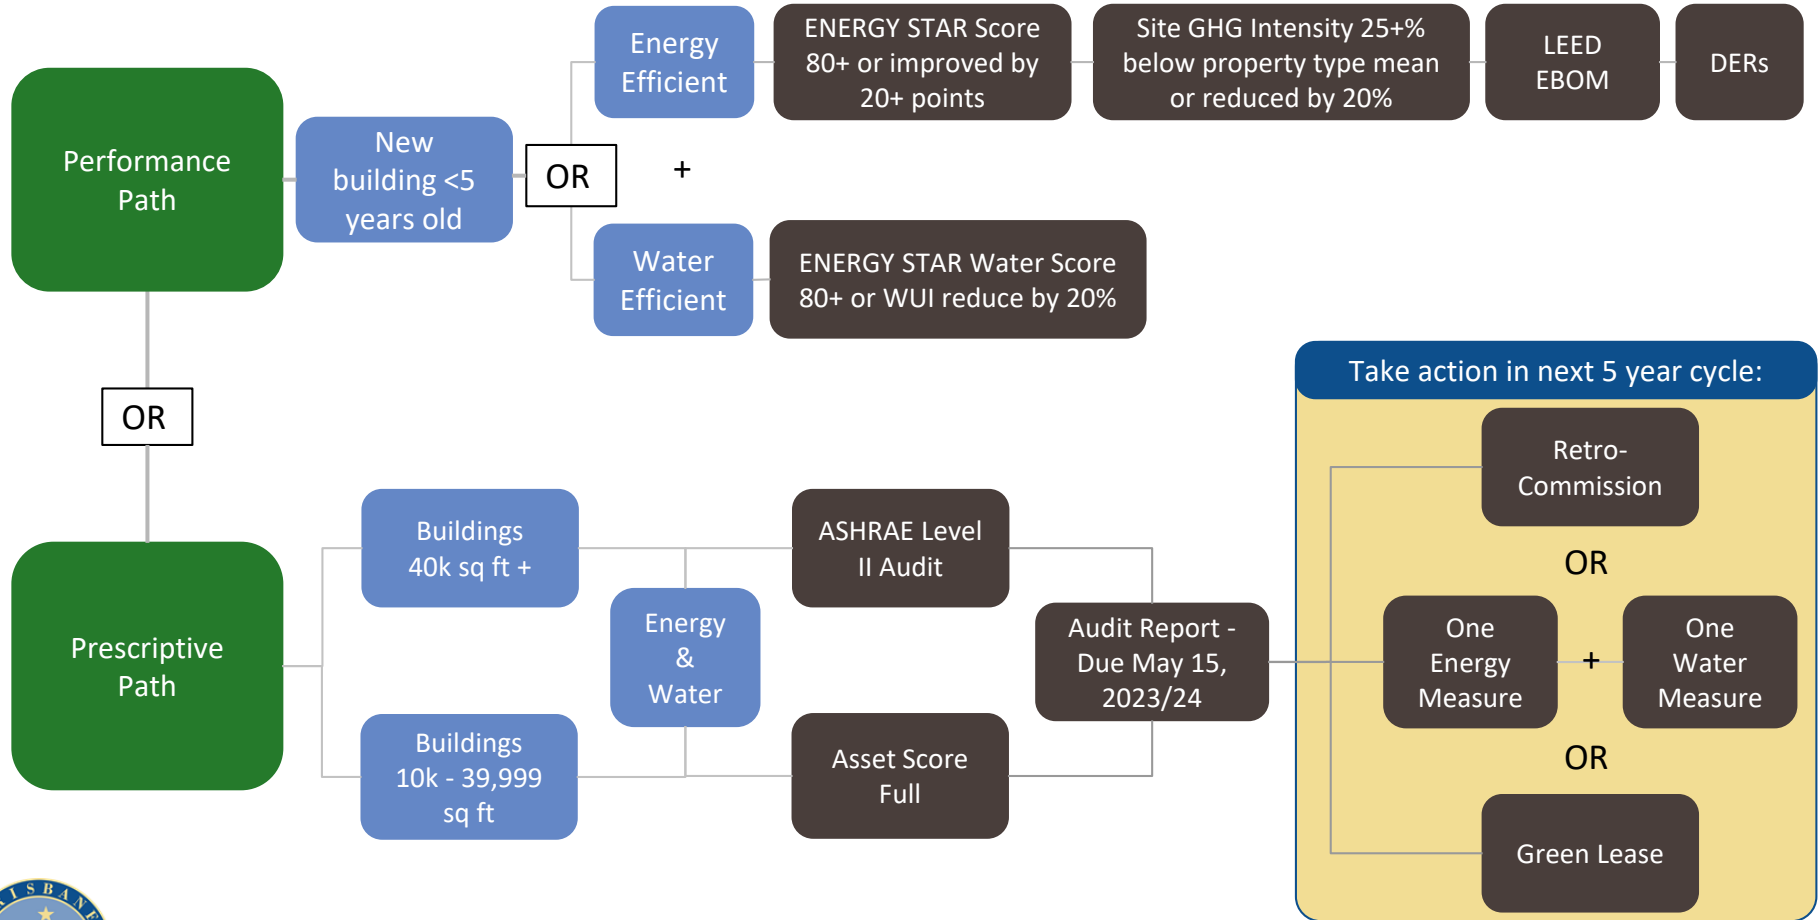 Performance
Path
New
building <5
years old
OR
Energy
Efficient
ENERGY STAR Score
80+ or improved by
20+ points
Site GHG Intensity 25+%
below property type mean
or reduced by 20%
LEED
EBOM
DERs
+
Water
Efficient
ENERGY STAR Water Score
80+ or WUI reduce by 20%
OR
Prescriptive
Path
Buildings
40k sq ft +
Buildings
10k - 39,999
sq ft
Energy
&
Water
ASHRAE Level
II Audit
Asset Score
Full
Audit Report -
Due May 15,
2023/24
Take action in next 5 year cycle:
Retro-
Commission
OR
One
Energy
Measure
+
One
Water
Measure
OR
Green Lease